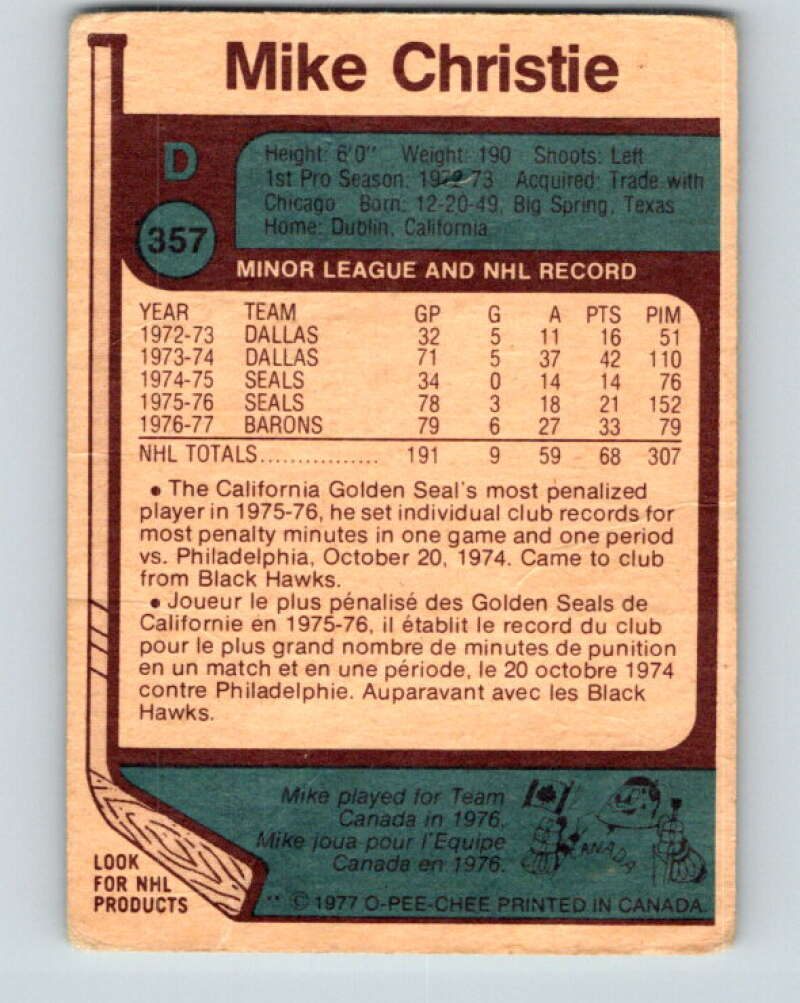 Mike Christie
D
Height: 6'0" Weight: 190 Shoots: Left
1st Pro Season: 1972-73 Acquired: Trade with
Chicago Born: 12-20-49, Big Spring, Texas
Home: Dublin, California
357
MINOR LEAGUE AND NHL RECORD
YEAR TEAM GP G A PTS PIM
1972-73 DALLAS 32 5 11 16 51
1973-74 DALLAS 71 5 37 42 110
1974-75 SEALS 34 0 14 14 76
1975-76 SEALS 78 3 18 21 152
1976-77 BARONS 79 6 27 33 79
NHL TOTALS................ 191 9 59 68 307
• The California Golden Seal's most penalized
player in 1975-76, he set individual club records for
most penalty minutes in one game and one period
vs. Philadelphia, October 20, 1974. Came to club
from Black Hawks.
• Joueur le plus pénalisé des Golden Seals de
Californie en 1975-76, il établit le record du club
pour le plus grand nombre de minutes de punition
en un match et en une période, le 20 octobre 1974
contre Philadelphie. Auparavant avec les Black
Hawks.
Mike played for Team
Canada in 1976.
Mike joua pour l'Equipe
Canada en 1976.
CANADA
LOOK
FOR NHL
PRODUCTS
** © 1977 O-PEE-CHEE PRINTED IN CANADA